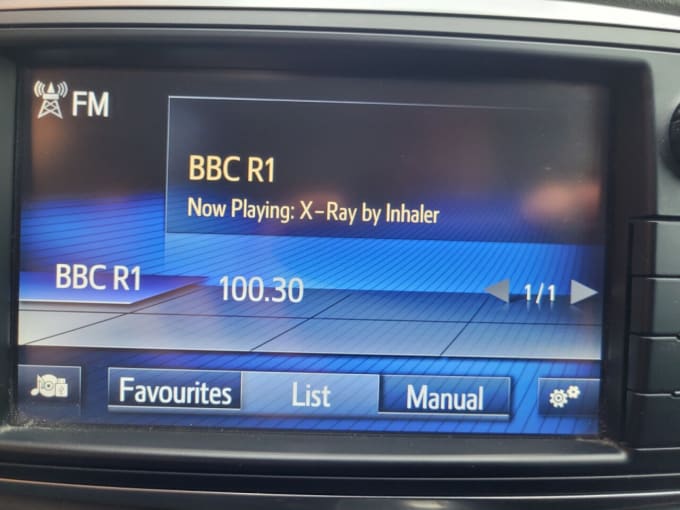 FM
BBC R1
Now Playing: X-Ray by Inhaler
BBC R1 100.30 1/1
Favourites List Manual